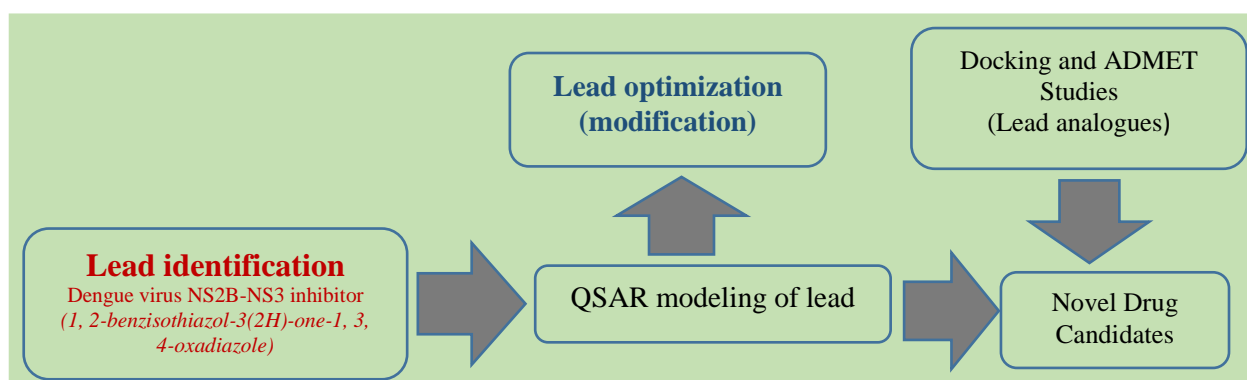 Lead identification
Dengue virus NS2B-NS3 inhibitor
(1, 2-benzisothiazol-3(2H)-one-1, 3,
4-oxadiazole)
QSAR modeling of lead
Lead optimization
(modification)
Docking and ADMET
Studies
(Lead analogues)
Novel Drug
Candidates